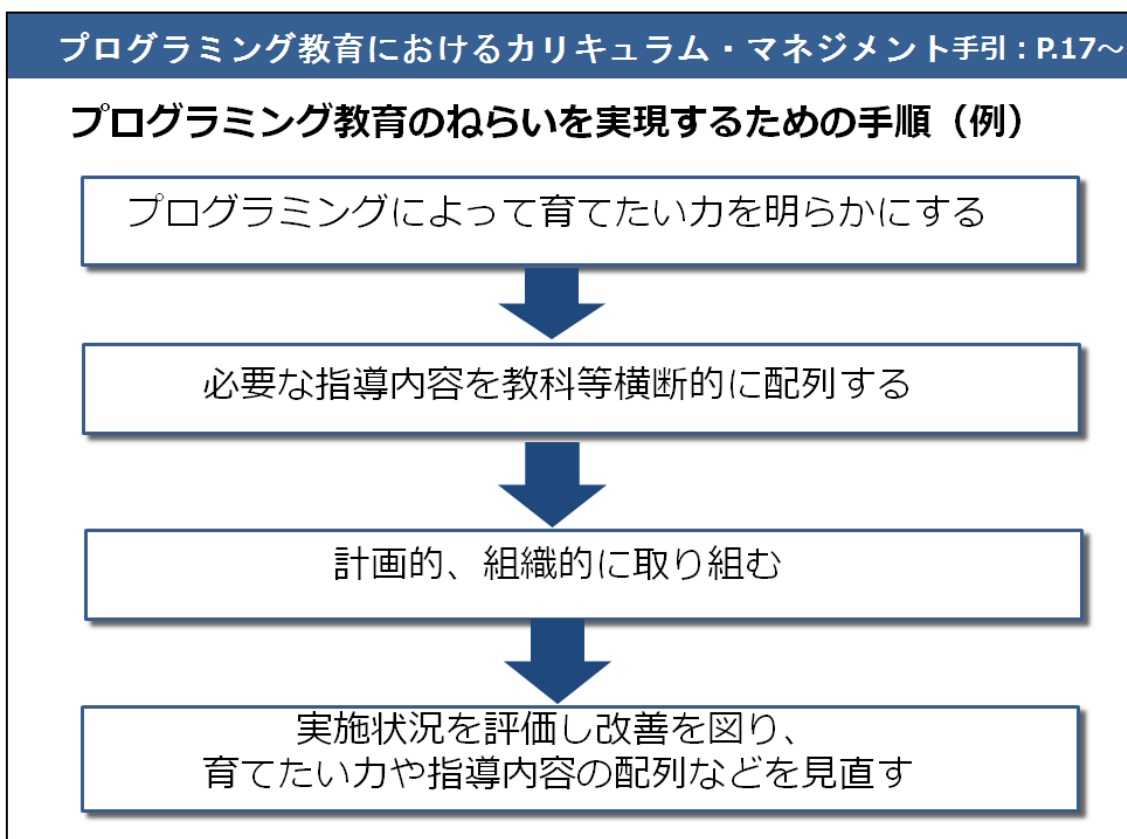 プログラミング教育におけるカリキュラム・マネジメント手引：P.17～
プログラミング教育のねらいを実現するための手順（例）
プログラミングによって育てたい力を明らかにする
必要な指導内容を教科等横断的に配列する
計画的、組織的に取り組む
実施状況を評価し改善を図り、
育てたい力や指導内容の配列などを見直す